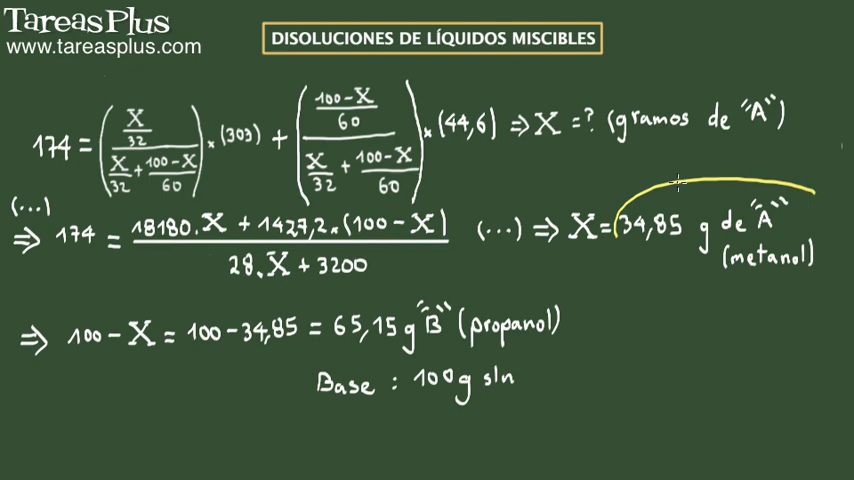 TareasPlus
www.tareasplus.com
DISOLUCIONES DE LÍQUIDOS MISCIBLES
174 = ((X/32)/(X/32 + (100-X)/60)) × (303) + (((100-X)/60)/(X/32 + (100-X)/60)) × (44,6) ⇒ X = ? (gramos de "A")
(...)
⇒ 174 = (18180.X + 1427,2×(100-X))/(28.X + 3200) (...) ⇒ X = 34,85 g de "A"
(metanol)
⇒ 100 - X = 100 - 34,85 = 65,15 g "B" (propanol)
Base : 100g sln